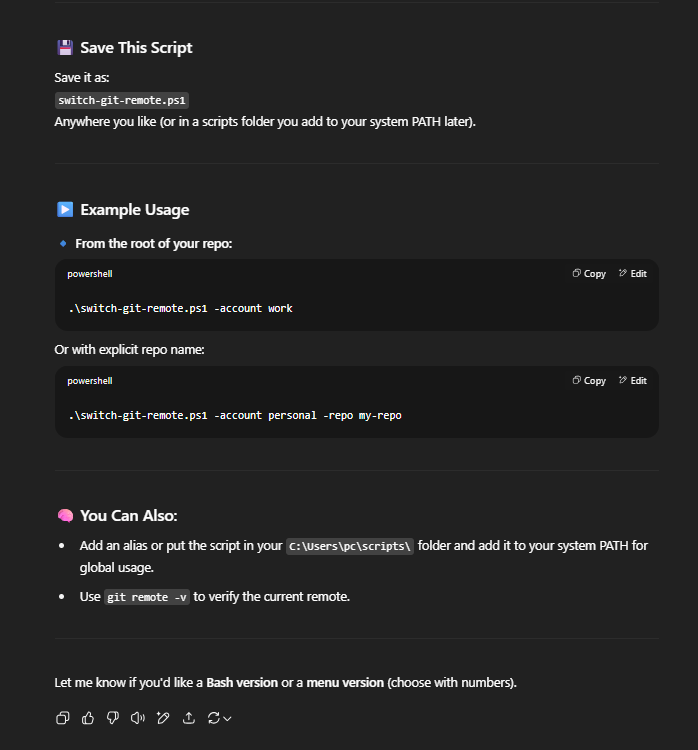 💾 Save This Script
Save it as:
switch-git-remote.ps1
Anywhere you like (or in a scripts folder you add to your system PATH later).
▶️ Example Usage
🔹 From the root of your repo:
powershell Copy Edit
.\switch-git-remote.ps1 -account work
Or with explicit repo name:
powershell Copy Edit
.\switch-git-remote.ps1 -account personal -repo my-repo
🧠 You Can Also:
• Add an alias or put the script in your C:\Users\pc\scripts\ folder and add it to your system PATH for
global usage.
• Use git remote -v to verify the current remote.
Let me know if you'd like a Bash version or a menu version (choose with numbers).